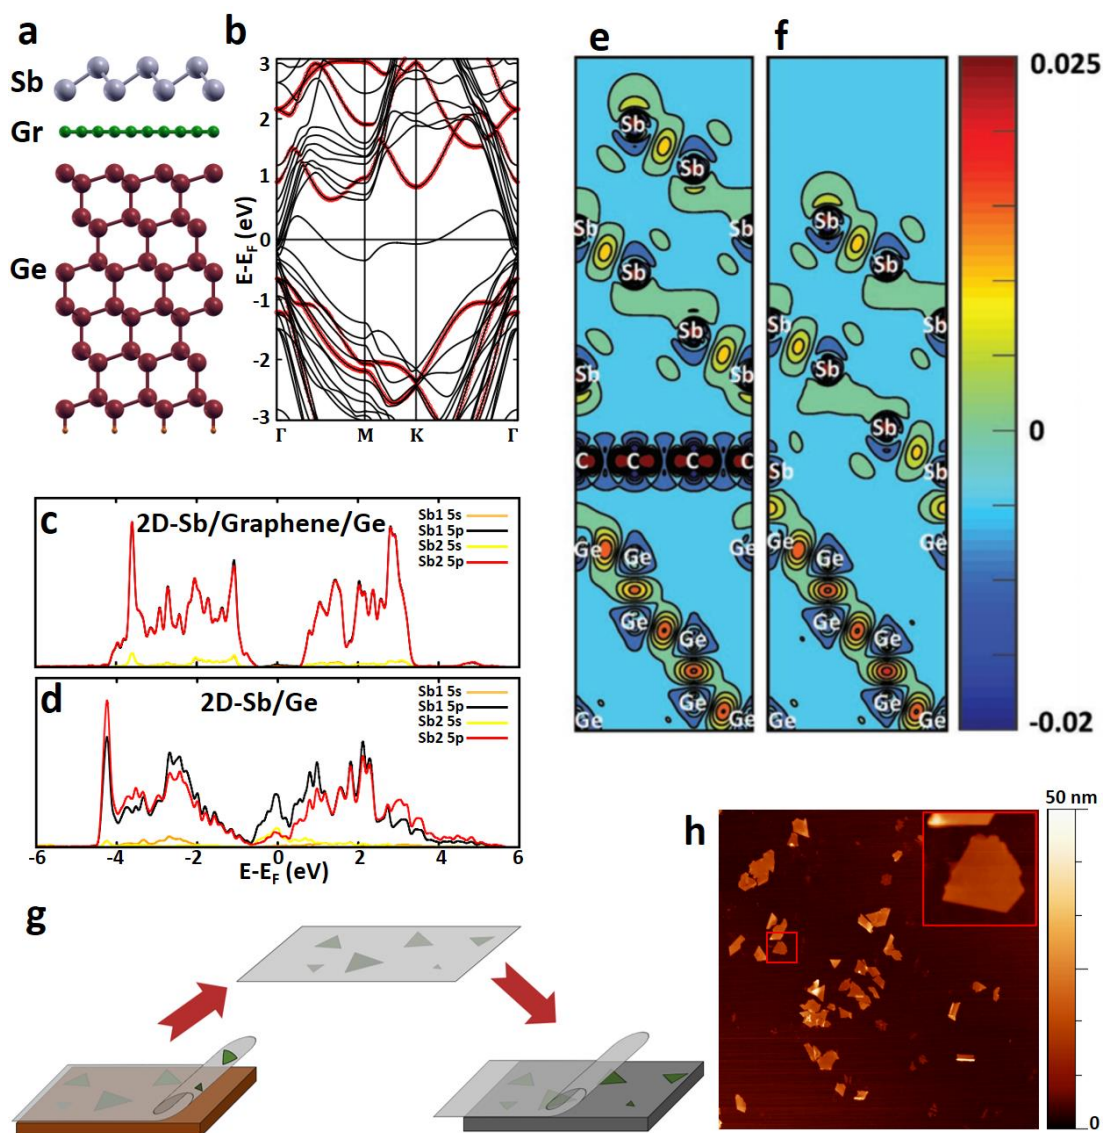 a
Sb
Gr
Ge
b
E-E_F (eV)
3
2
1
0
-1
-2
-3
Γ M K Γ
c
2D-Sb/Graphene/Ge
Sb1 5s
Sb1 5p
Sb2 5s
Sb2 5p
d
2D-Sb/Ge
Sb1 5s
Sb1 5p
Sb2 5s
Sb2 5p
-6 -4 -2 0 2 4 6
E-E_F (eV)
e
Sb
Sb
Sb Sb
Sb
Sb
Sb Sb
C C C C
Ge Ge Ge
Ge Ge
Ge
Ge Ge
f
Sb
Sb
Sb Sb
Sb
Sb
Sb Sb
Ge Ge Ge
Ge Ge
Ge
Ge Ge
0.025
0
-0.02
g
h
50 nm
0